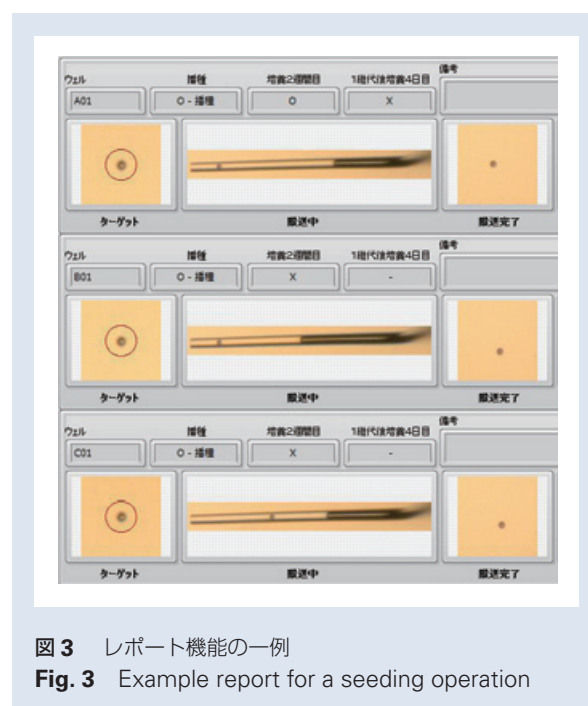 ウェル 播種 培養2週間目 1継代後培養4日目 備考
A01 O - 播種 O X
ターゲット 搬送中 搬送完了
ウェル 播種 培養2週間目 1継代後培養4日目 備考
B01 O - 播種 X -
ターゲット 搬送中 搬送完了
ウェル 播種 培養2週間目 1継代後培養4日目 備考
C01 O - 播種 X -
ターゲット 搬送中 搬送完了
図3 レポート機能の一例
Fig. 3 Example report for a seeding operation